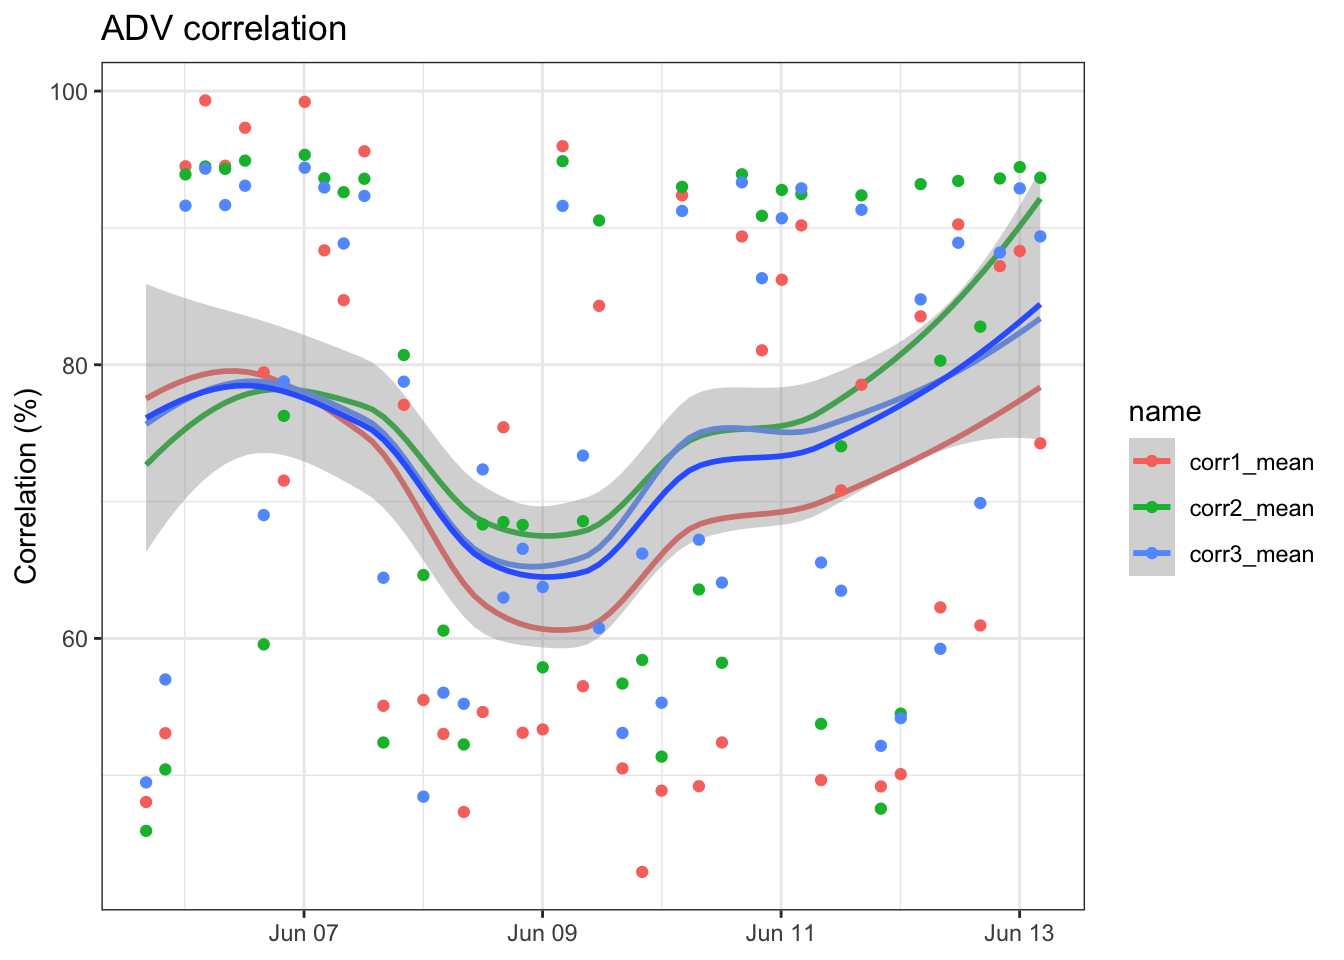 ADV correlation
100
80
60
Correlation (%)
Jun 07
Jun 09
Jun 11
Jun 13
name
corr1_mean
corr2_mean
corr3_mean